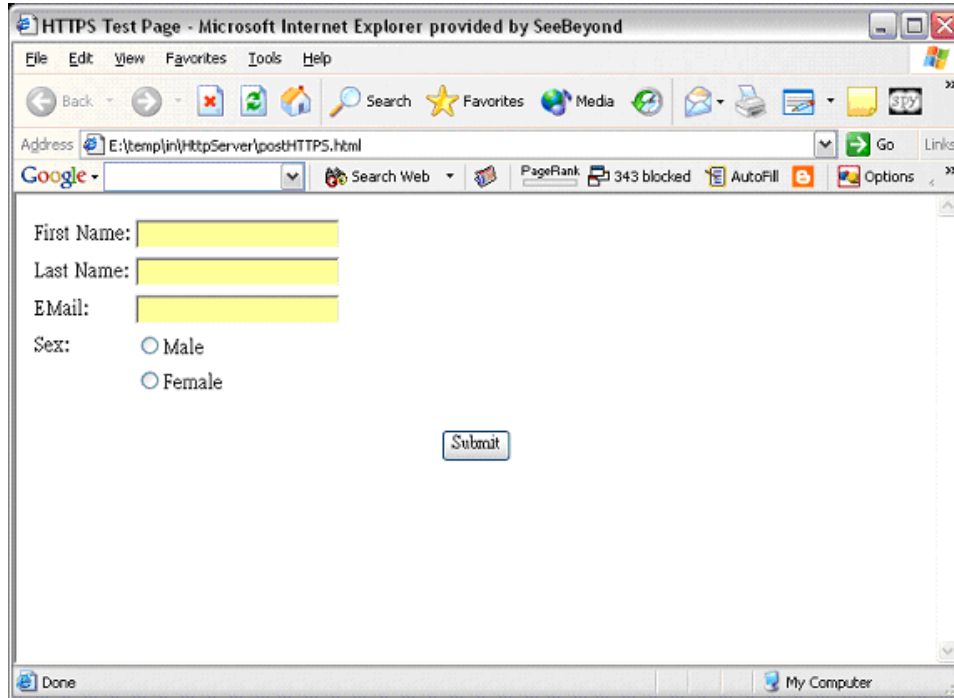 HTTPS Test Page - Microsoft Internet Explorer provided by SeeBeyond
File Edit View Favorites Tools Help
Back Search Favorites Media SPY »
Address E:\temp\in\HttpServer\postHTTPS.html Go Links
Google Search Web PageRank 343 blocked AutoFill Options »
First Name:
Last Name:
EMail:
Sex: Male
Female
Submit
Done My Computer